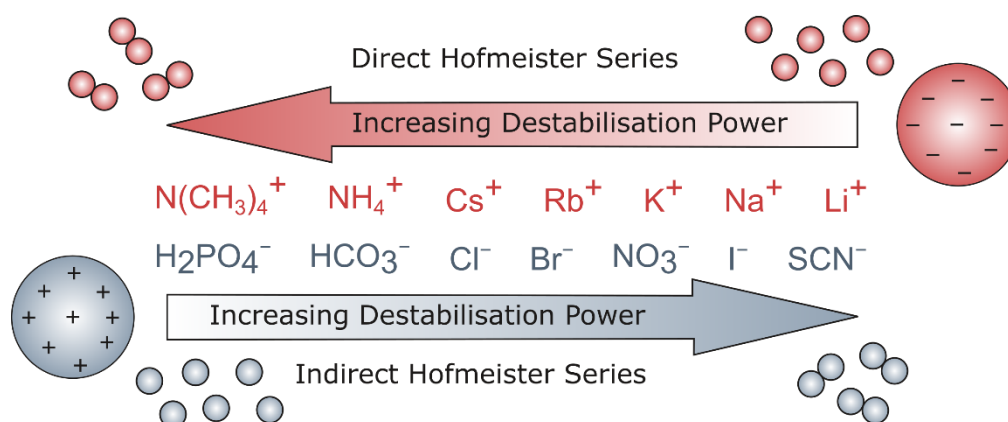 Direct Hofmeister Series
Increasing Destabilisation Power
N(CH₃)₄⁺ NH₄⁺ Cs⁺ Rb⁺ K⁺ Na⁺ Li⁺
H₂PO₄⁻ HCO₃⁻ Cl⁻ Br⁻ NO₃⁻ I⁻ SCN⁻
Increasing Destabilisation Power
Indirect Hofmeister Series